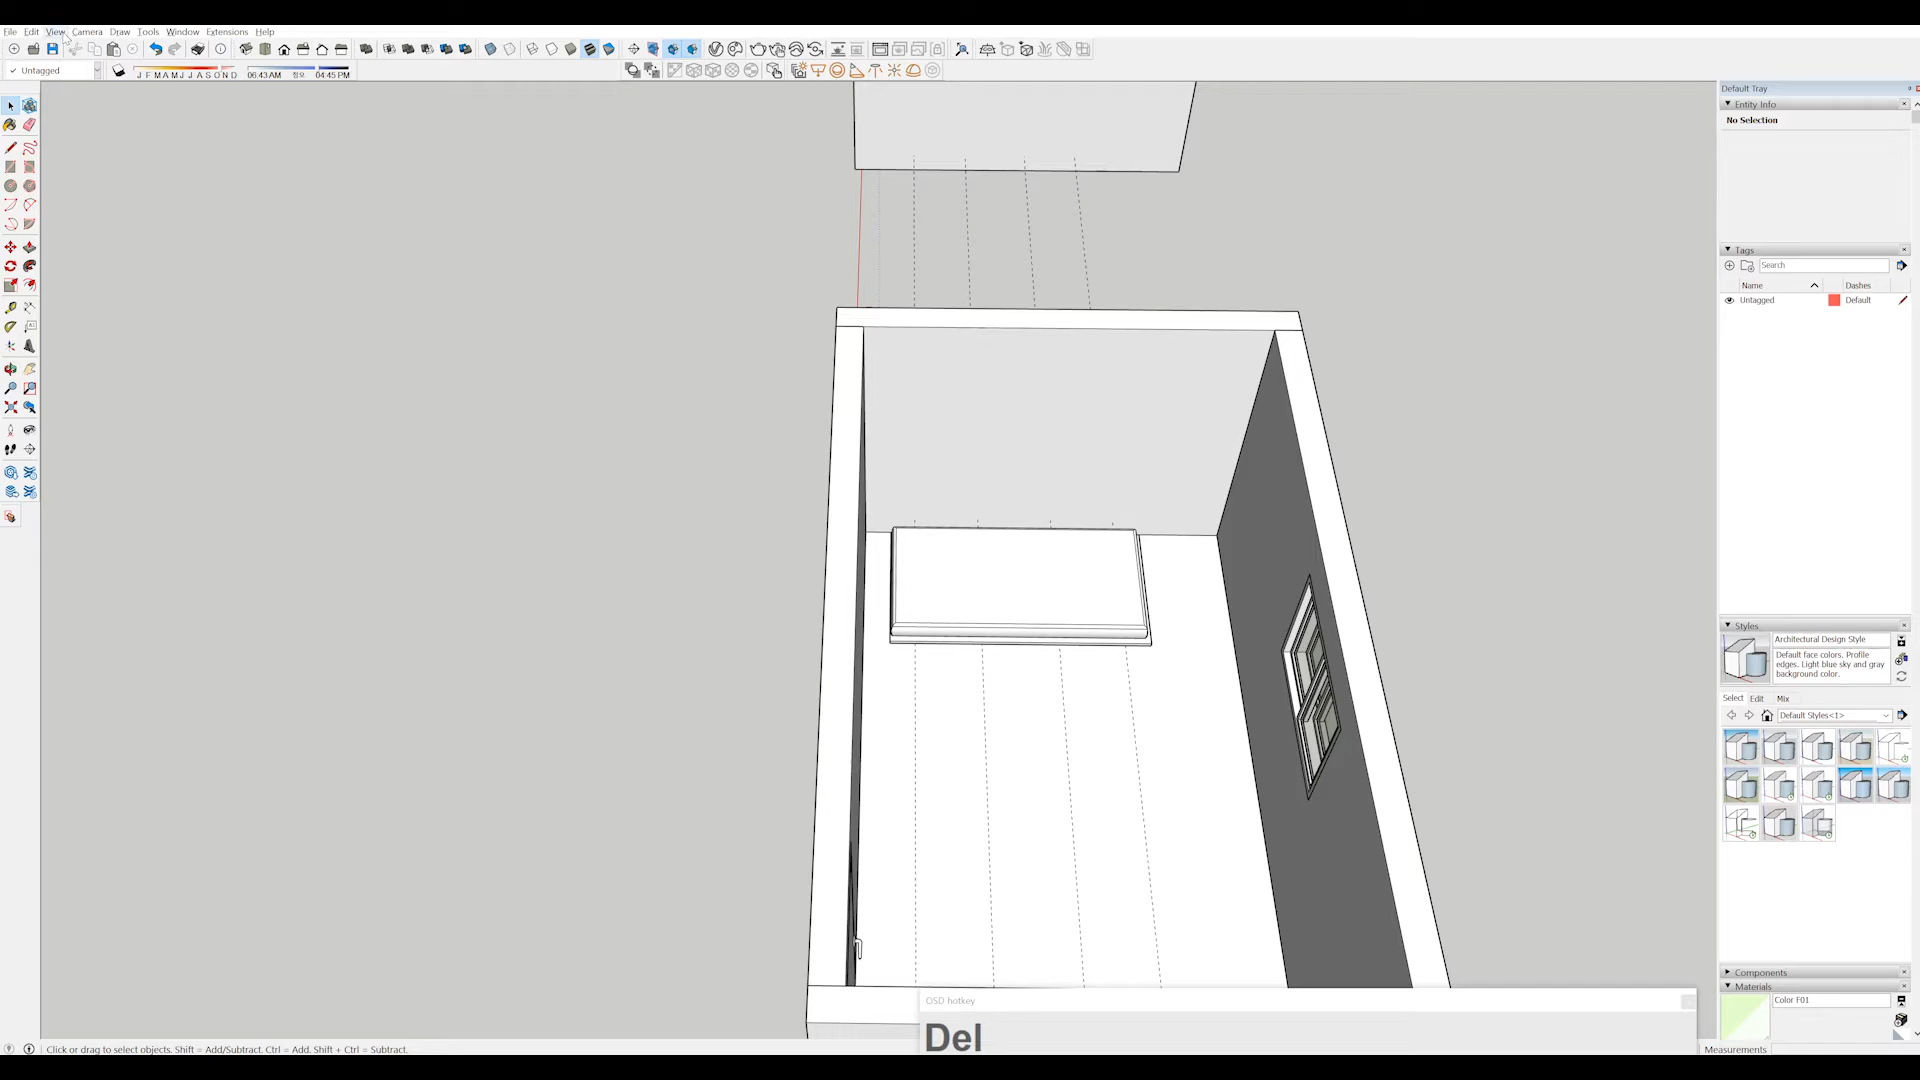 File Edit View Camera Draw Tools Window Extensions Help
✓ Untagged
J F M A M J J A S O N D
06:43 AM 정오 04:45 PM
Default Tray
Entity Info
No Selection
Tags
Search
Name Dashes
Untagged Default
Styles
Architectural Design Style
Default face colors. Profile
edges. Light blue sky and gray
background color.
Select Edit Mix
Default Styles<1>
Components
Materials
Color F01
OSD hotkey
Del
Click or drag to select objects. Shift = Add/Subtract. Ctrl = Add. Shift + Ctrl = Subtract.
Measurements